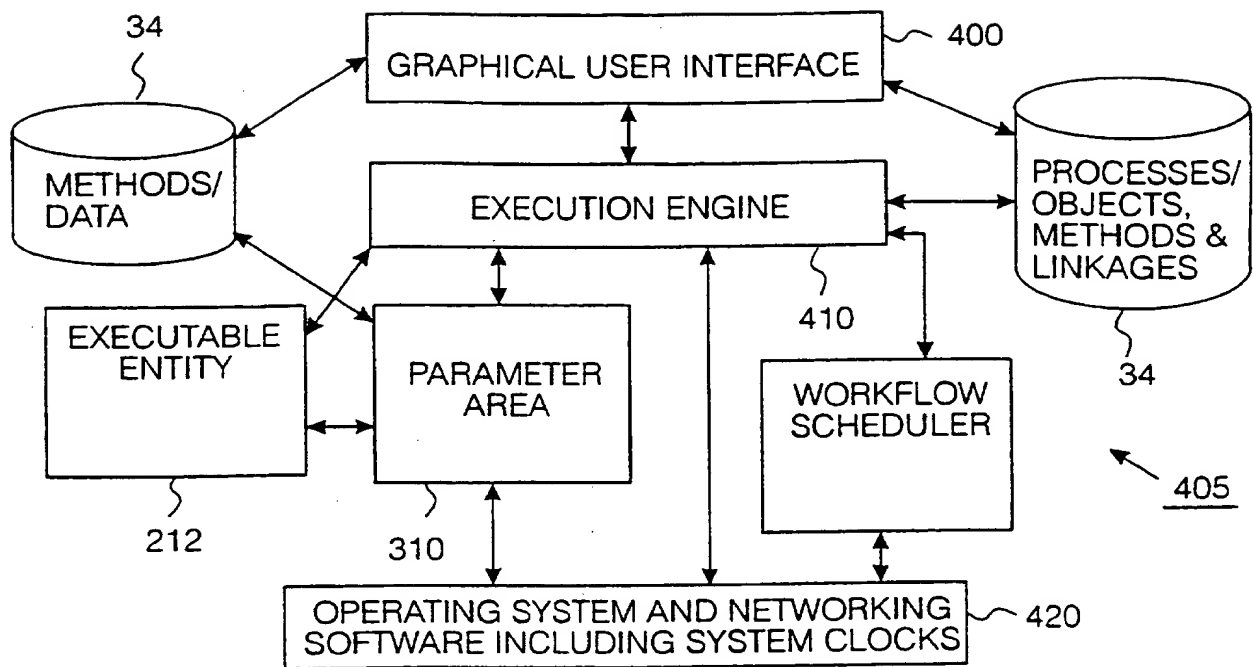 34
400
GRAPHICAL USER INTERFACE
METHODS/
DATA
EXECUTION ENGINE
PROCESSES/
OBJECTS,
METHODS &
LINKAGES
410
34
EXECUTABLE
ENTITY
PARAMETER
AREA
WORKFLOW
SCHEDULER
405
212
310
OPERATING SYSTEM AND NETWORKING
SOFTWARE INCLUDING SYSTEM CLOCKS
420